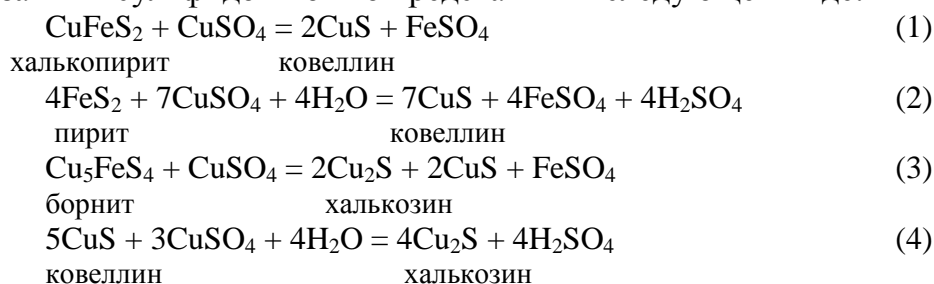 CuFeS₂ + CuSO₄ = 2CuS + FeSO₄ (1)
халькопирит ковеллин
4FeS₂ + 7CuSO₄ + 4H₂O = 7CuS + 4FeSO₄ + 4H₂SO₄ (2)
пирит ковеллин
Cu₅FeS₄ + CuSO₄ = 2Cu₂S + 2CuS + FeSO₄ (3)
борнит халькозин
5CuS + 3CuSO₄ + 4H₂O = 4Cu₂S + 4H₂SO₄ (4)
ковеллин халькозин